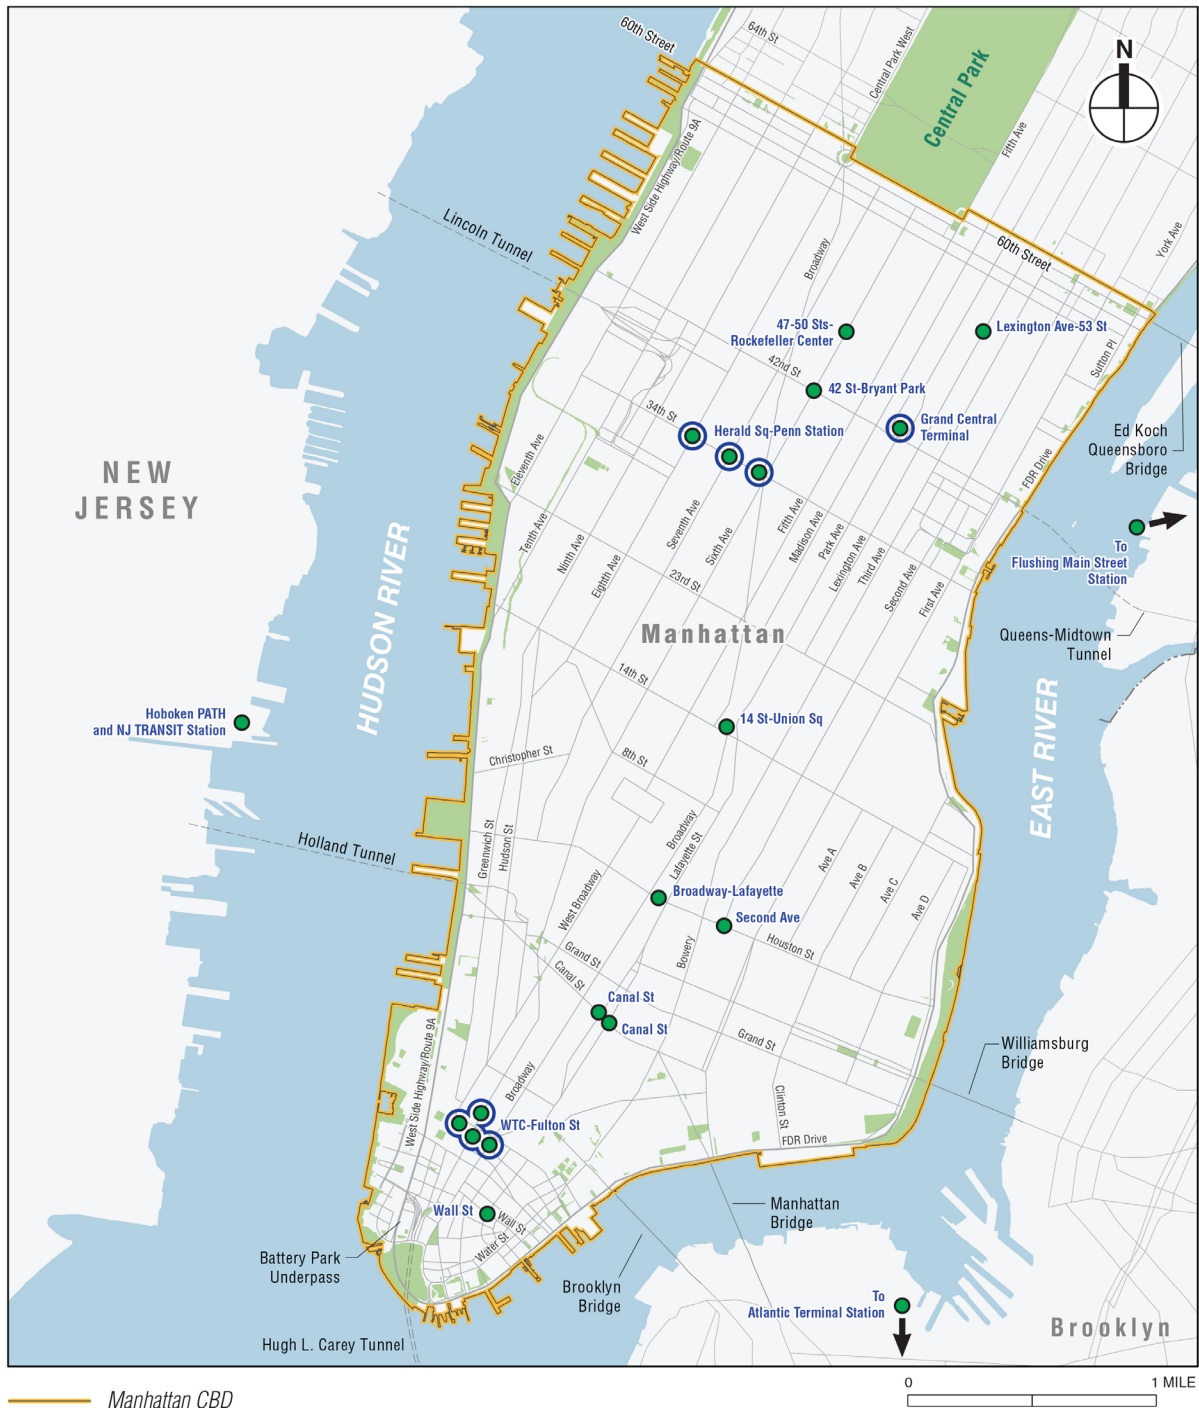 60th Street
64th St
Central Park West
Central Park
N
Fifth Ave
West Side Highway/Route 9A
York Ave
Lincoln Tunnel
Broadway
60th Street
47-50 Sts-
Rockefeller Center
Lexington Ave-53 St
Sutton Pl
42nd St
42 St-Bryant Park
34th St
Herald Sq-Penn Station
Grand Central
Terminal
Ed Koch
Queensboro
Bridge
NEW
JERSEY
Eleventh Ave
FDR Drive
Tenth Ave
Ninth Ave
Eighth Ave
Seventh Ave
Sixth Ave
Fifth Ave
Madison Ave
Park Ave
Lexington Ave
Third Ave
Second Ave
First Ave
To
Flushing Main Street
Station
23rd St
HUDSON RIVER
Manhattan
Queens-Midtown
Tunnel
14th St
Hoboken PATH
and NJ TRANSIT Station
14 St-Union Sq
EAST RIVER
Christopher St
8th St
Holland Tunnel
Greenwich St
Hudson St
Broadway
Lafayette St
Ave A
Ave B
Ave C
Ave D
West Broadway
Broadway-Lafayette
Second Ave
Houston St
Bowery
Grand St
Canal St
Canal St
Canal St
Grand St
Williamsburg
Bridge
West Side Highway/Route 9A
Broadway
Clinton St
WTC-Fulton St
FDR Drive
Wall St
Wall St
Water St
Manhattan
Bridge
Battery Park
Underpass
Brooklyn
Bridge
To
Atlantic Terminal Station
Brooklyn
Hugh L. Carey Tunnel
0
1 MILE
Manhattan CBD